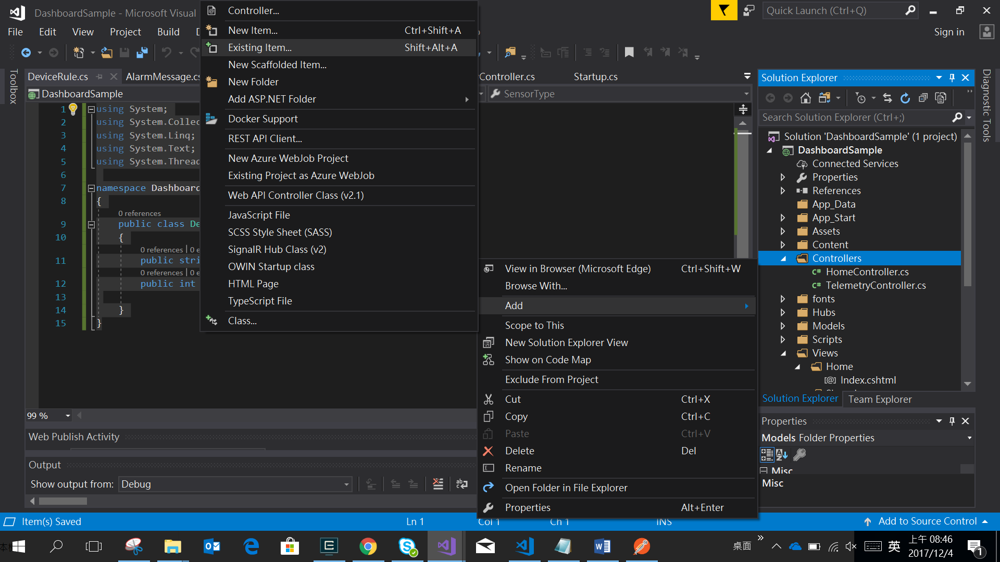 DashboardSample - Microsoft Visual
Quick Launch (Ctrl+Q)
File Edit View Project Build
Sign in
Controller...
New Item... Ctrl+Shift+A
Existing Item... Shift+Alt+A
New Scaffolded Item...
New Folder
Add ASP.NET Folder
Docker Support
REST API Client...
New Azure WebJob Project
Existing Project as Azure WebJob
Web API Controller Class (v2.1)
JavaScript File
SCSS Style Sheet (SASS)
SignalR Hub Class (v2)
OWIN Startup class
HTML Page
TypeScript File
Class...
Toolbox
DeviceRule.cs AlarmMessage.cs Controller.cs Startup.cs
DashboardSample SensorType
1 using System;
2 using System.Collec
3 using System.Linq;
4 using System.Text;
5 using System.Thread
6
7 namespace Dashboard
8 {
0 references
9 public class De
10 {
0 references | 0 e
11 public stri
0 references | 0 e
12 public int
13
14 }
15 }
99 %
Web Publish Activity
Output
Show output from: Debug
View in Browser (Microsoft Edge) Ctrl+Shift+W
Browse With...
Add
Scope to This
New Solution Explorer View
Show on Code Map
Exclude From Project
Cut Ctrl+X
Copy Ctrl+C
Paste Ctrl+V
Delete Del
Rename
Open Folder in File Explorer
Properties Alt+Enter
Solution Explorer
Search Solution Explorer (Ctrl+;)
Solution 'DashboardSample' (1 project)
DashboardSample
Connected Services
Properties
References
App_Data
App_Start
Assets
Content
Controllers
C# HomeController.cs
C# TelemetryController.cs
fonts
Hubs
Models
Scripts
Views
Home
[@] Index.cshtml
Solution Explorer Team Explorer
Properties
Models Folder Properties
Misc
Misc
Diagnostic Tools
Item(s) Saved Ln 1 Col 1 Ch 1 INS Add to Source Control
桌面 英 上午 08:46
2017/12/4
1